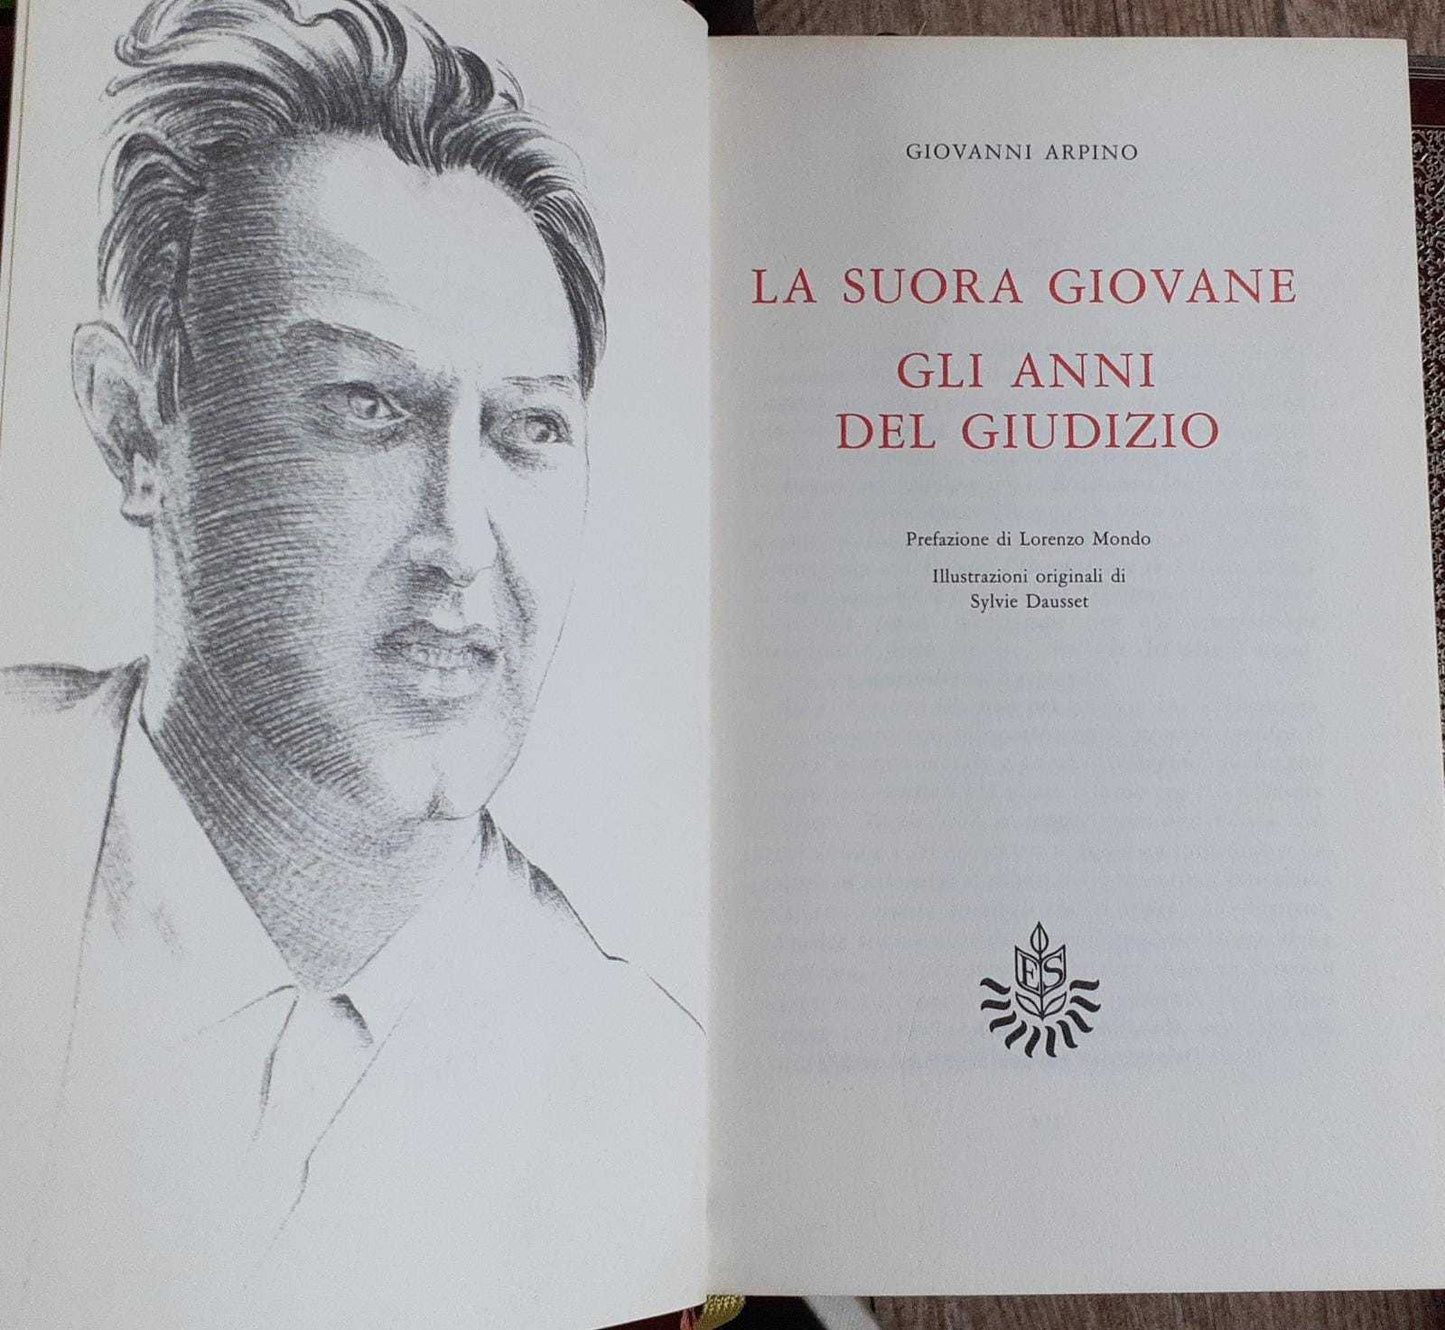 GIOVANNI ARPINO
LA SUORA GIOVANE
GLI ANNI
DEL GIUDIZIO
Prefazione di Lorenzo Mondo
Illustrazioni originali di
Sylvie Dausset
ES